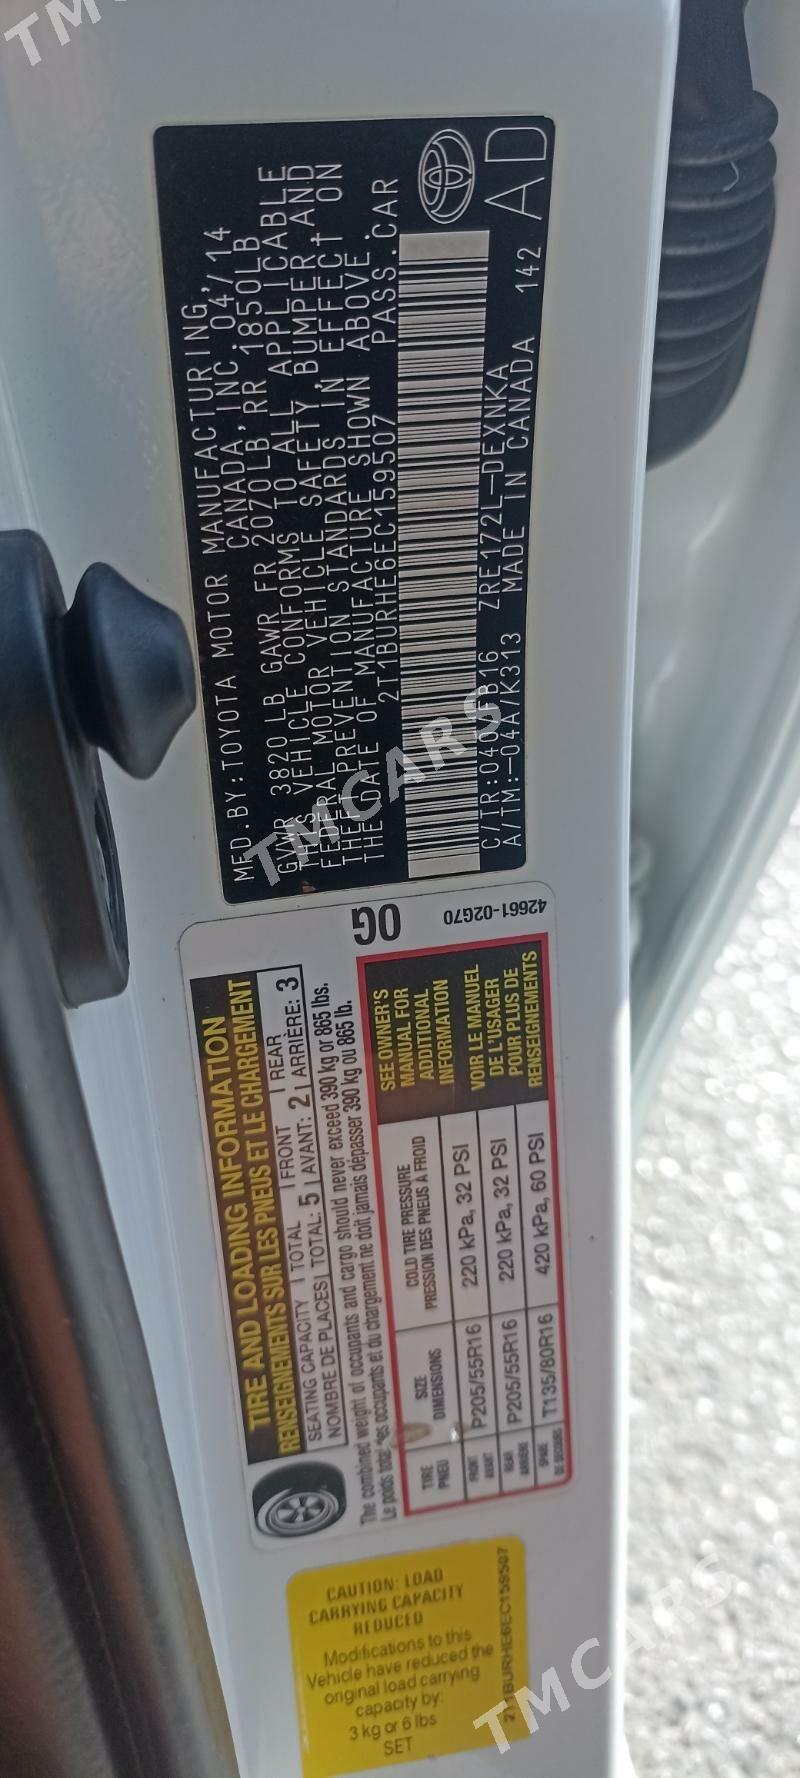 MFD.BY:TOYOTA MOTOR MANUFACTURING,
CANADA,INC.04/14
GVWR 3820 LB GAWR FR 2070LB,RR 1850LB
THIS VEHICLE CONFORMS TO ALL APPLICABLE
FEDERAL MOTOR VEHICLE SAFETY,BUMPER,AND
THEFT PREVENTION STANDARDS IN EFFECT ON
THE DATE OF MANUFACTURE SHOWN ABOVE.
2T1BURHE6EC159507 PASS.CAR
C/TR:040 ZRE172L-DEXNKA 142
A/TM:-04A/K313 MADE IN CANADA
AD
TIRE AND LOADING INFORMATION
RENSEIGNEMENTS SUR LES PNEUS ET LE CHARGEMENT
SEATING CAPACITY TOTAL FRONT REAR
NOMBRE DE PLACES TOTAL: 5 AVANT: 2 ARRIÈRE: 3
The combined weight of occupants and cargo should never exceed 390 kg or 865 lbs.
Le poids total des occupants et du chargement ne doit jamais dépasser 390 kg ou 865 lb.
TIRE
PNEU
SIZE
DIMENSIONS
COLD TIRE PRESSURE
PRESSION DES PNEUS À FROID
FRONT
AVANT
P205/55R16
220 kPa, 32 PSI
REAR
ARRIÈRE
P205/55R16
220 kPa, 32 PSI
SPARE
DE SECOURS
T135/80R16
420 kPa, 60 PSI
SEE OWNER'S
MANUAL FOR
ADDITIONAL
INFORMATION
VOIR LE MANUEL
DE L'USAGER
POUR PLUS DE
RENSEIGNEMENTS
0G
42661-02G70
CAUTION: LOAD
CARRYING CAPACITY
REDUCED
Modifications to this
Vehicle have reduced the
original load carrying
capacity by:
3 kg or 6 lbs
SET
2T1BURHE6EC159507
TMCARS
TMCARS